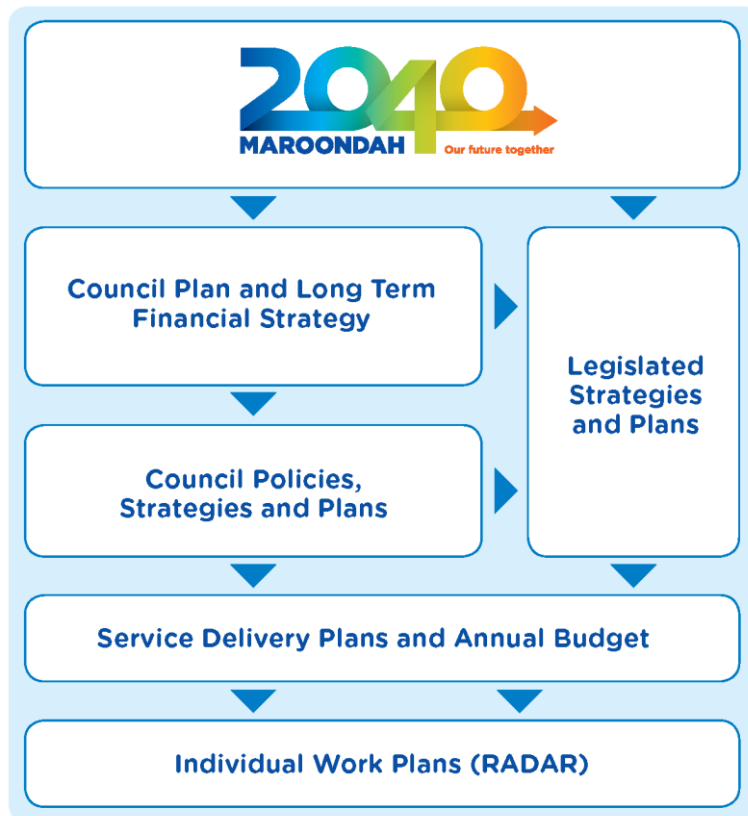 2040
MAROONDAH
Our future together
Council Plan and Long Term
Financial Strategy
Legislated
Strategies
and Plans
Council Policies,
Strategies and Plans
Service Delivery Plans and Annual Budget
Individual Work Plans (RADAR)